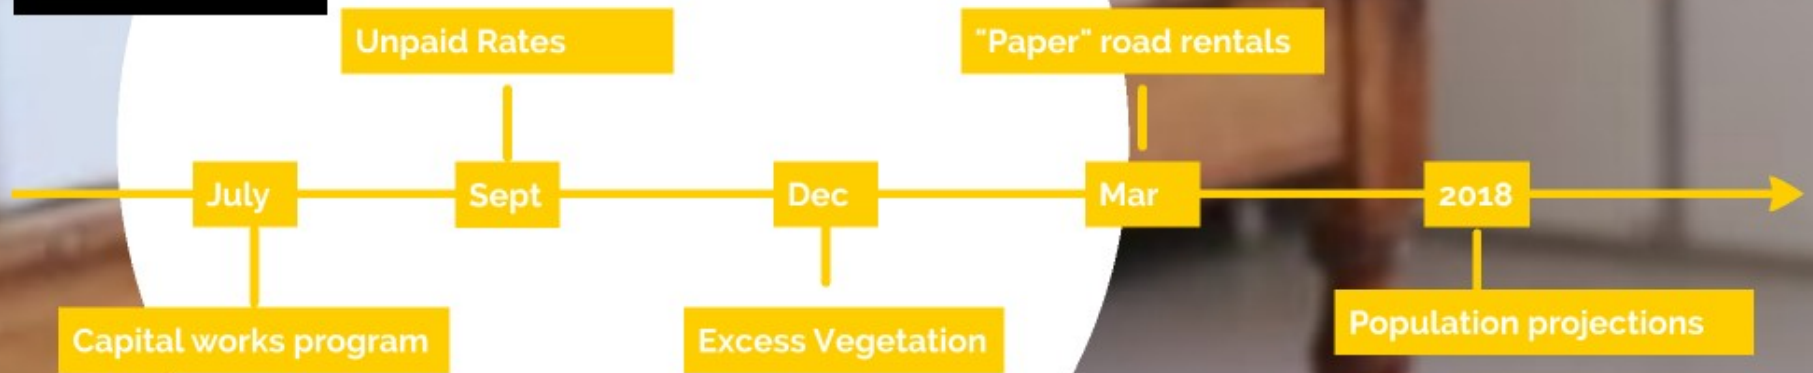 Unpaid Rates
"Paper" road rentals
July
Sept
Dec
Mar
2018
Capital works program
Excess Vegetation
Population projections